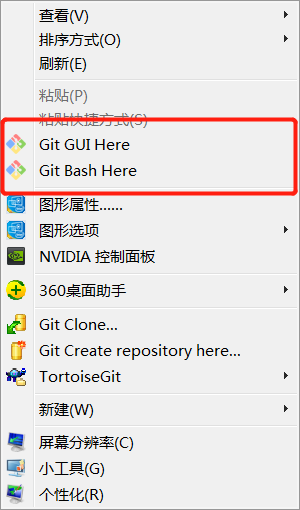 查看(V)
排序方式(O)
刷新(E)
粘贴(P)
粘贴快捷方式(S)
Git GUI Here
Git Bash Here
图形属性......
图形选项
NVIDIA 控制面板
360桌面助手
Git Clone...
Git Create repository here...
TortoiseGit
新建(W)
屏幕分辨率(C)
小工具(G)
个性化(R)